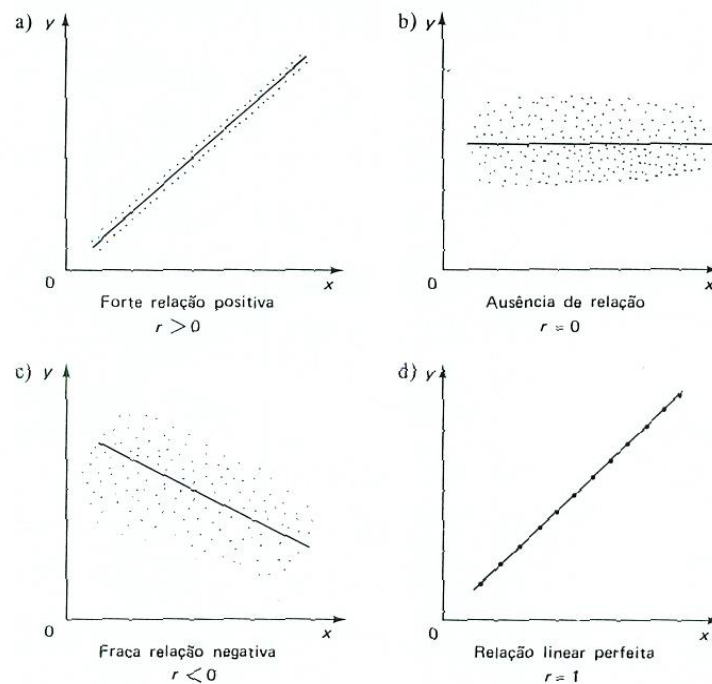 a) y
0 x
Forte relação positiva
r > 0
b) y
0 x
Ausência de relação
r = 0
c) y
0 x
Fraca relação negativa
r < 0
d) y
0 x
Relação linear perfeita
r = 1